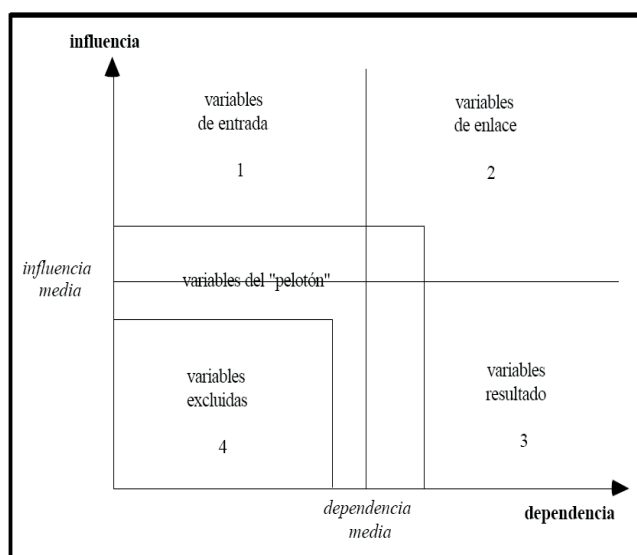 influencia
variables
de entrada
1
variables
de enlace
2
influencia
media
variables del "pelotón"
variables
excluidas
4
variables
resultado
3
dependencia
media
dependencia